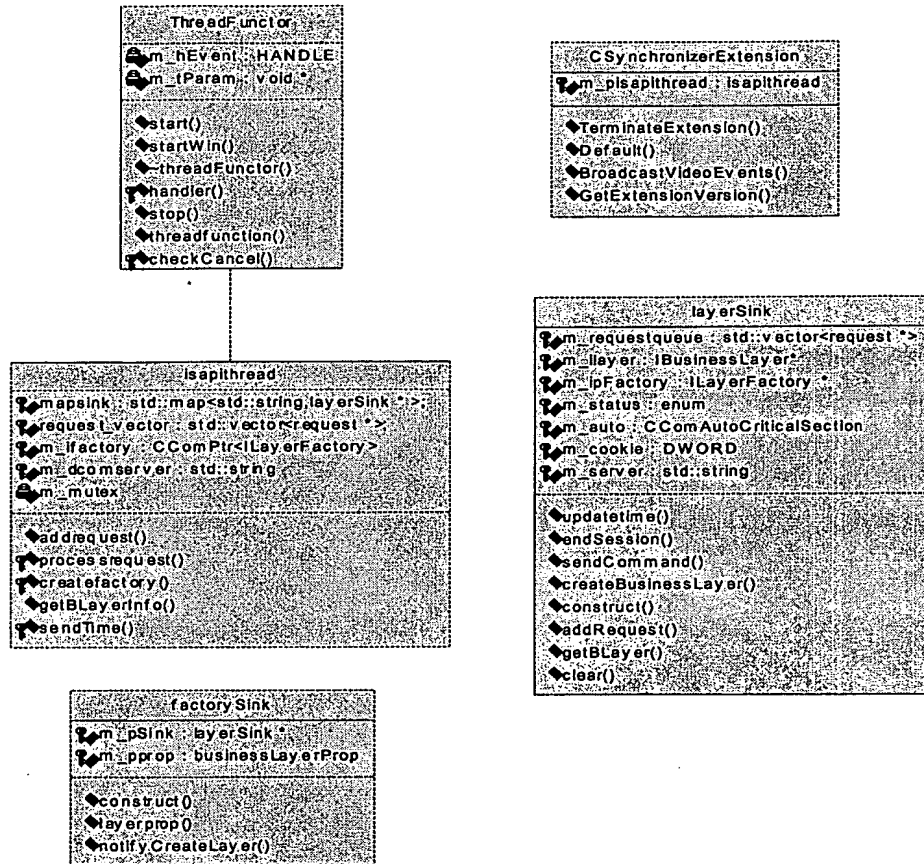 ThreadFunctor
m_hEvent : HANDLE
m_tParam : void *
start()
startWin()
~threadFunctor()
handler()
stop()
threadfunction()
checkCancel()
CSynchronizerExtension
m_pisapithread : isapithread
TerminateExtension()
Default()
BroadcastVideoEvents()
GetExtensionVersion()
isapithread
mapsink : std::map<std::string,layerSink *>
request_vector : std::vector<request *>
m_ifactory : CComPtr<ILayerFactory>
m_dcomserver : std::string
m_mutex
addrequest()
processrequest()
createfactory()
getBLayerInfo()
sendTime()
layerSink
m_requestqueue : std::vector<request *>
m_ilayer : IBusinessLayer*
m_ipFactory : ILayerFactory *
m_status : enum
m_auto : CComAutoCriticalSection
m_cookie : DWORD
m_server : std::string
updatetime()
endSession()
sendCommand()
createBusinessLayer()
construct()
addRequest()
getBLayer()
clear()
factorySink
m_pSink : layerSink *
m_pprop : businessLayerProp
construct()
layerprop()
notifyCreateLayer()